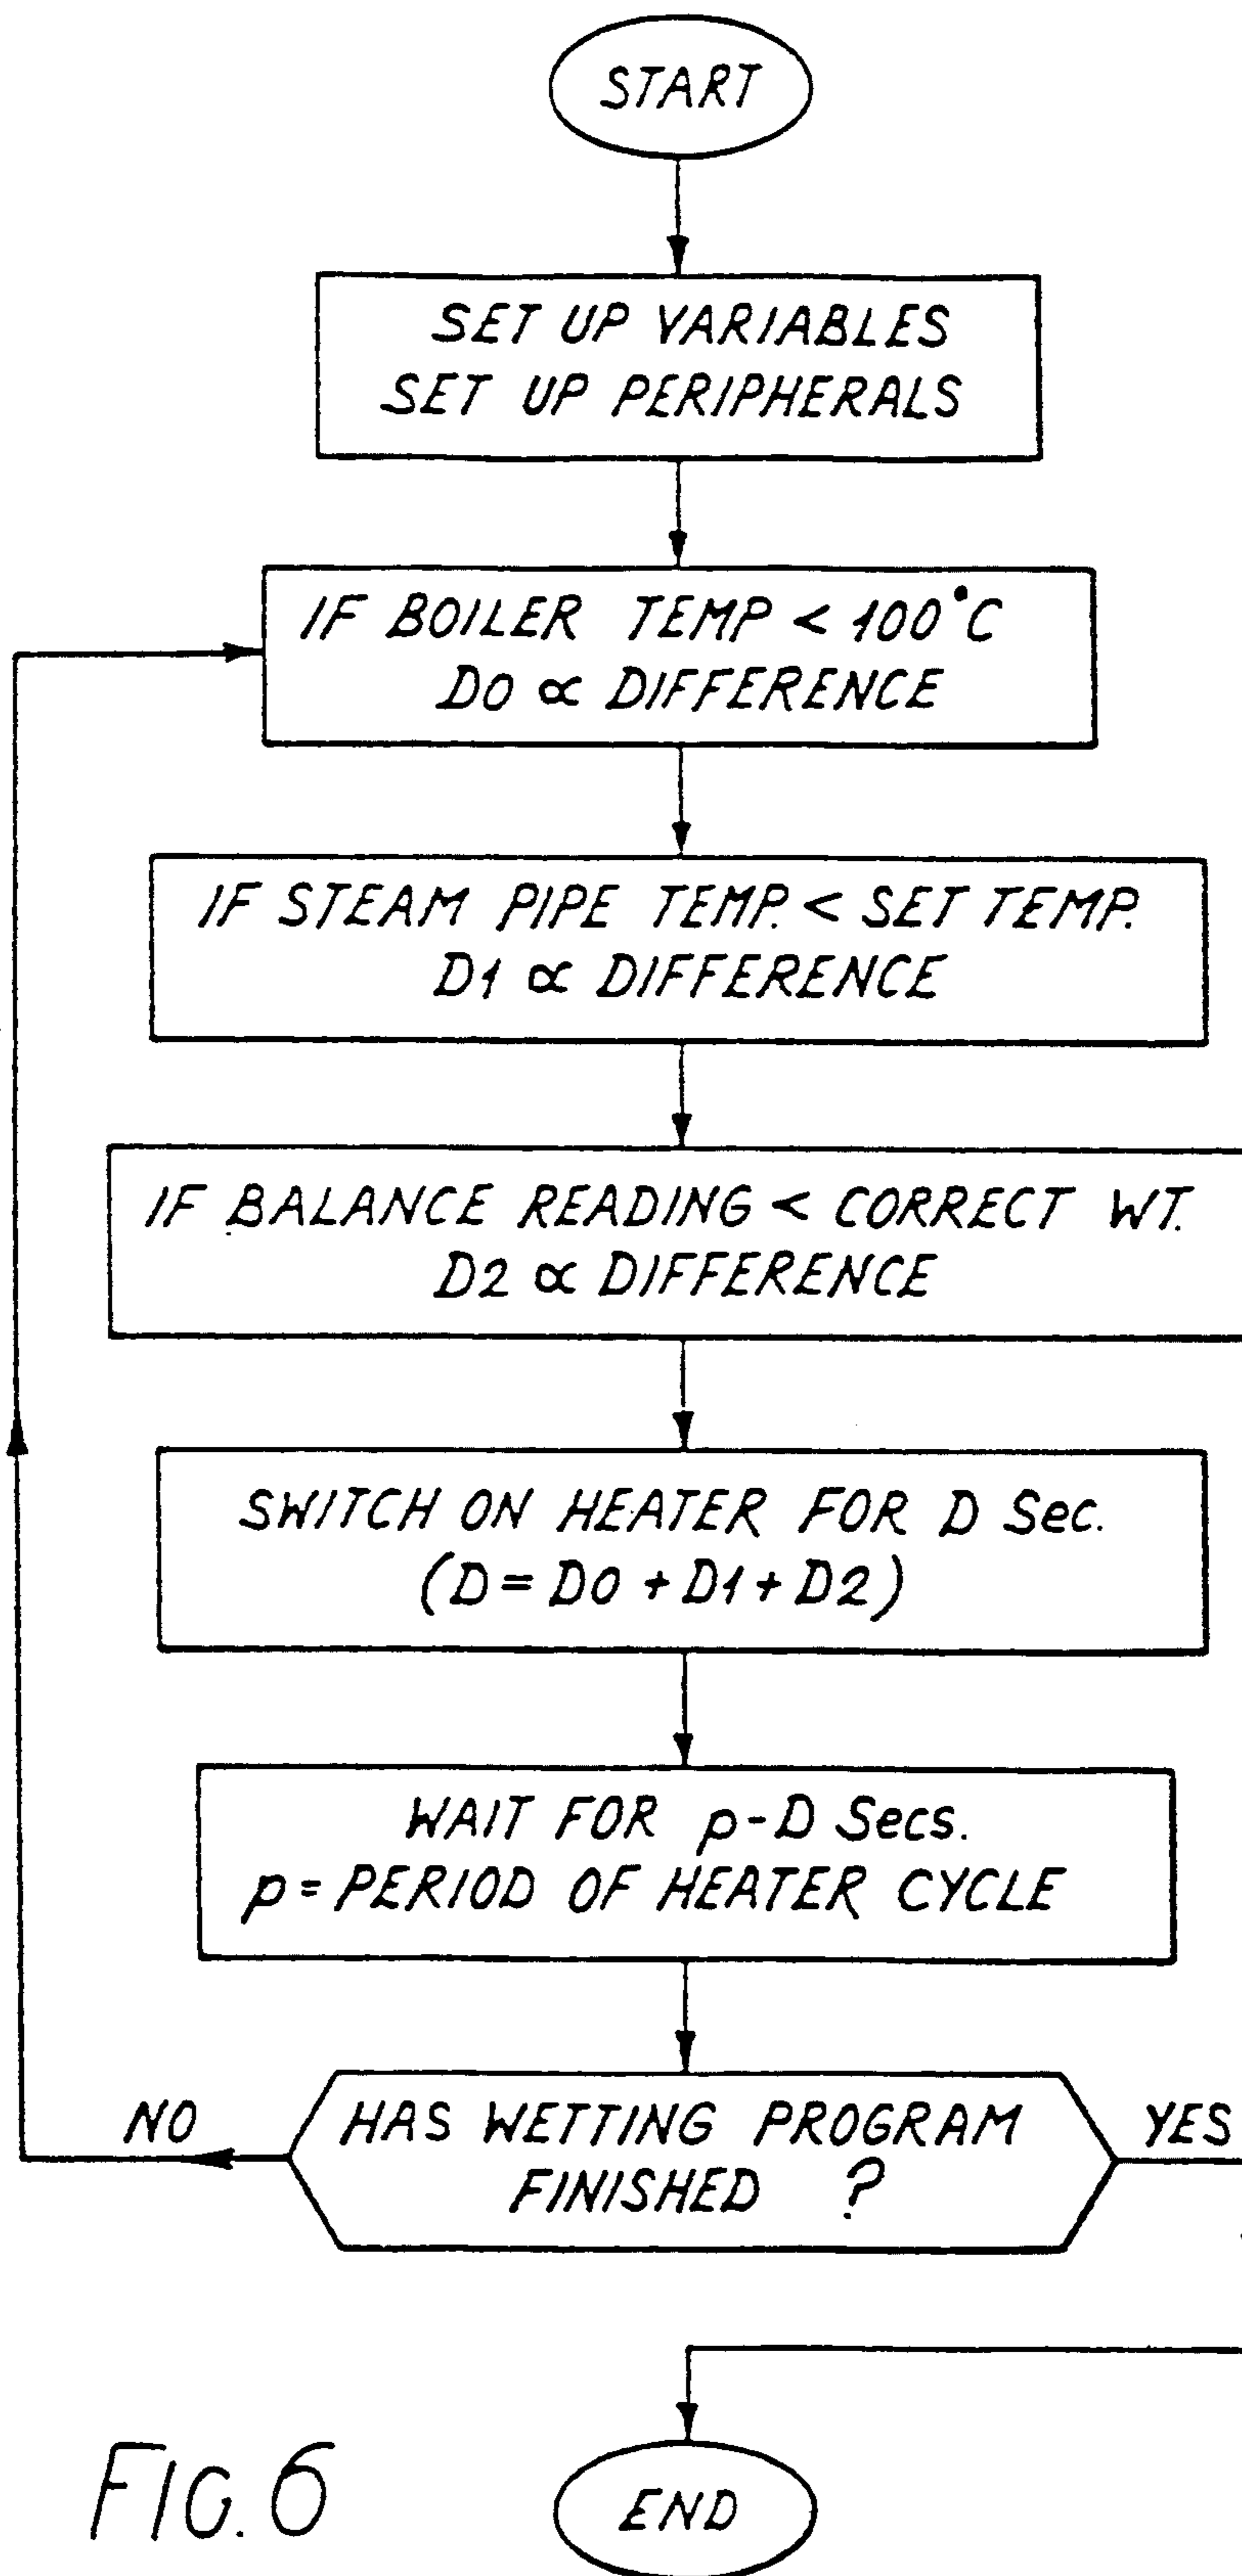 START
SET UP VARIABLES
SET UP PERIPHERALS
IF BOILER TEMP < 100°C
D0 ∝ DIFFERENCE
IF STEAM PIPE TEMP. < SET TEMP.
D1 ∝ DIFFERENCE
IF BALANCE READING < CORRECT WT.
D2 ∝ DIFFERENCE
SWITCH ON HEATER FOR D Sec.
(D = D0 + D1 + D2)
WAIT FOR p-D Secs.
p = PERIOD OF HEATER CYCLE
HAS WETTING PROGRAM
FINISHED ?
NO
YES
END
FIG. 6